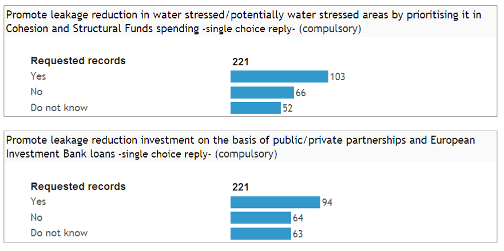 Promote leakage reduction in water stressed/potentially water stressed areas by prioritising it in
Cohesion and Structural Funds spending -single choice reply- (compulsory)
Requested records 221
Yes 103
No 66
Do not know 52
Promote leakage reduction investment on the basis of public/private partnerships and European
Investment Bank loans -single choice reply- (compulsory)
Requested records 221
Yes 94
No 64
Do not know 63